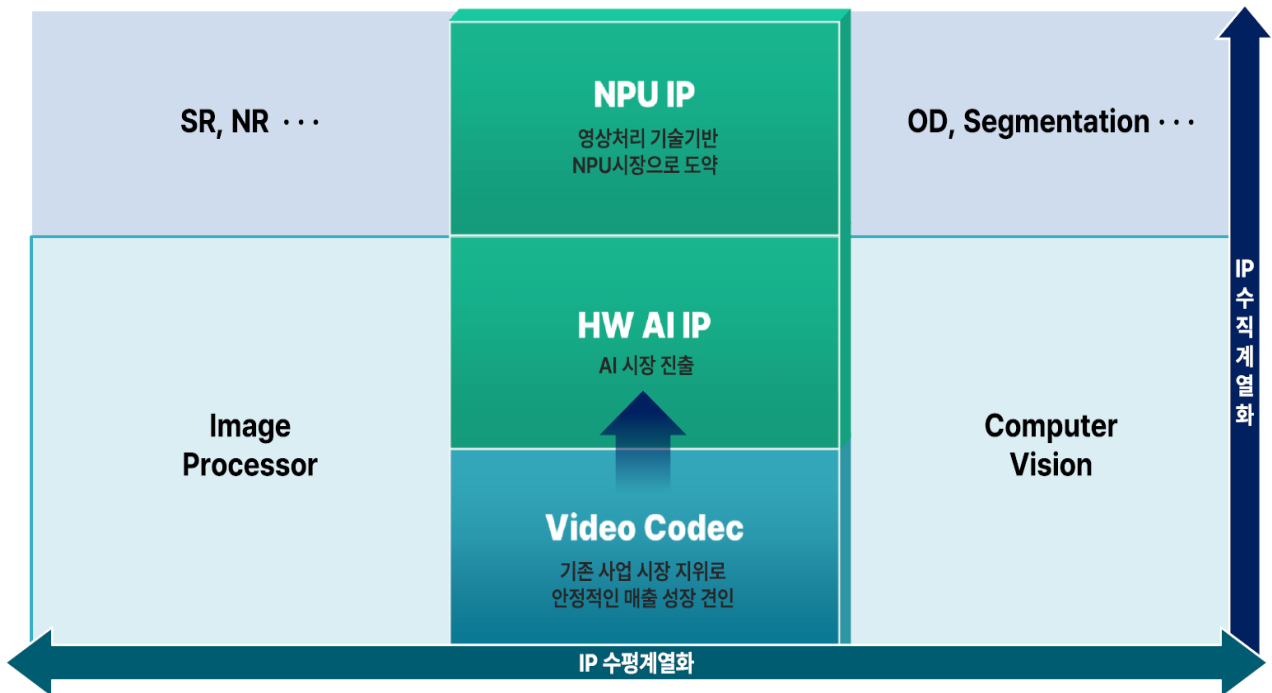 SR, NR ···
NPU IP
영상처리 기술기반
NPU시장으로 도약
OD, Segmentation ···
HW AI IP
AI 시장 진출
Image
Processor
Computer
Vision
Video Codec
기존 사업 시장 지위로
안정적인 매출 성장 견인
IP 수직계열화
IP 수평계열화